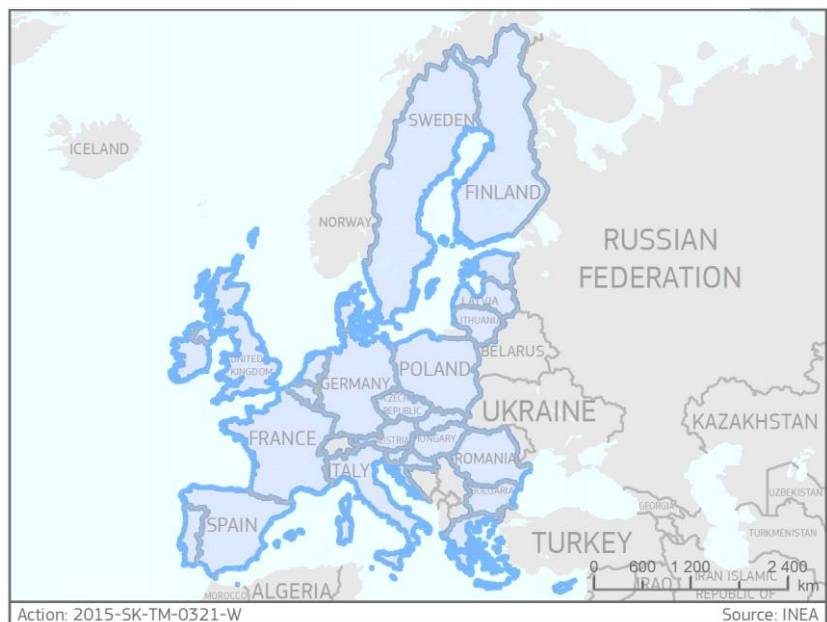 SWEDEN
ICELAND
FINLAND
NORWAY
RUSSIAN
FEDERATION
LATVIA
LITHUANIA
BELARUS
UNITED
KINGDOM
POLAND
GERMANY
CZECH
REPUBLIC
UKRAINE
KAZAKHSTAN
FRANCE
AUSTRIA
HUNGARY
ROMANIA
ITALY
BULGARIA
UZBEKISTAN
GEORGIA
SPAIN
TURKEY
TURKMENISTAN
MOROCCO
ALGERIA
IRAQ
IRAN ISLAMIC
REPUBLIC OF
0 600 1 200 2 400
km
Action: 2015-SK-TM-0321-W
Source: INEA